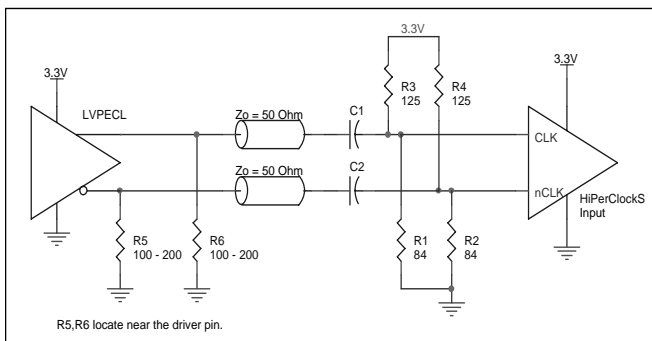 3.3V
3.3V
3.3V
R3
125
R4
125
LVPECL
Zo = 50 Ohm
C1
CLK
Zo = 50 Ohm
C2
nCLK
HiPerClockS
Input
R5
100 - 200
R6
100 - 200
R1
84
R2
84
R5,R6 locate near the driver pin.